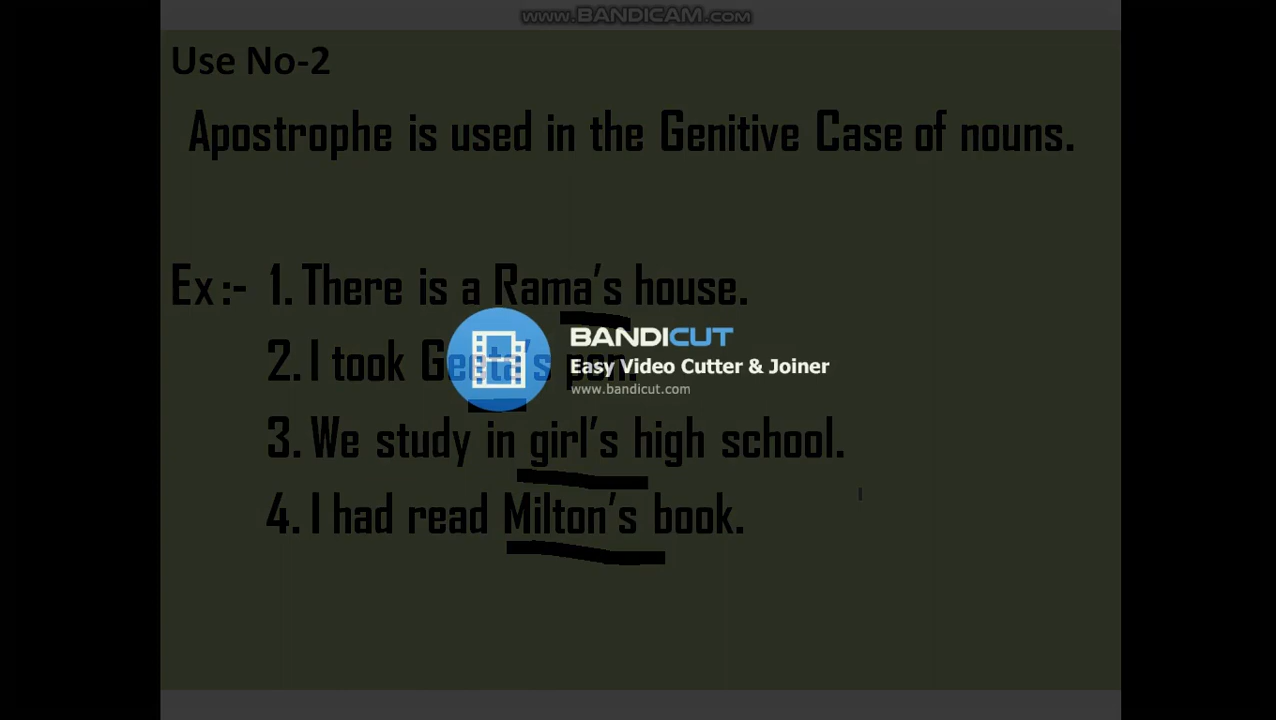 www.BANDICAM.com
Use No-2
Apostrophe is used in the Genitive Case of nouns.
Ex :- 1. There is a Rama's house.
BANDICUT
2. I took Geeta's pen.
Easy Video Cutter & Joiner
www.bandicut.com
3. We study in girl's high school.
4. I had read Milton's book.